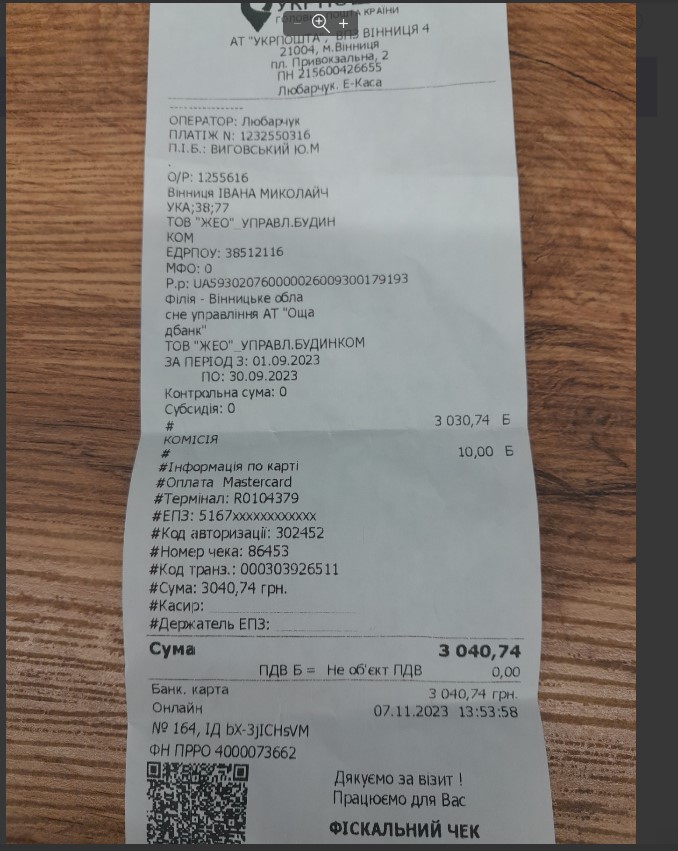 УКРПОШТА
АТ "УКРПОШТА", ВПЗ ВІННИЦЯ 4
21004, м.Вінниця
пл. Привокзальна, 2
ПН 215600426655
Любарчук. Е-Каса
------------
ОПЕРАТОР: Любарчук
ПЛАТІЖ N: 1232550316
П.І.Б.: ВИГОВСЬКИЙ Ю.М
.
О/Р: 1255616
Вінниця ІВАНА МИКОЛАЙЧ
УКА;38;77
ТОВ "ЖЕО"_УПРАВЛ.БУДИН
КОМ
ЕДРПОУ: 38512116
МФО: 0
Р.р: UA593020760000026009300179193
Філія - Вінницьке обла
сне управління АТ "Оща
дбанк"
ТОВ "ЖЕО"_УПРАВЛ.БУДИНКОМ
ЗА ПЕРІОД З: 01.09.2023
ПО: 30.09.2023
Контрольна сума: 0
Субсидія: 0
# 3 030,74 Б
КОМІСІЯ
# 10,00 Б
#Інформація по карті
#Оплата Mastercard
#Термінал: R0104379
#ЕПЗ: 5167xxxxxxxxxxxx
#Код авторизації: 302452
#Номер чека: 86453
#Код транз.: 000303926511
#Сума: 3040,74 грн.
#Касир:
#Держатель ЕПЗ:
Сума 3 040,74
ПДВ Б = Не об'єкт ПДВ 0,00
Банк. карта 3 040,74 грн.
Онлайн 07.11.2023 13:53:58
№ 164, ІД bX-3jICHsVM
ФН ПРРО 4000073662
Дякуємо за візит !
Працюємо для Вас
ФІСКАЛЬНИЙ ЧЕК